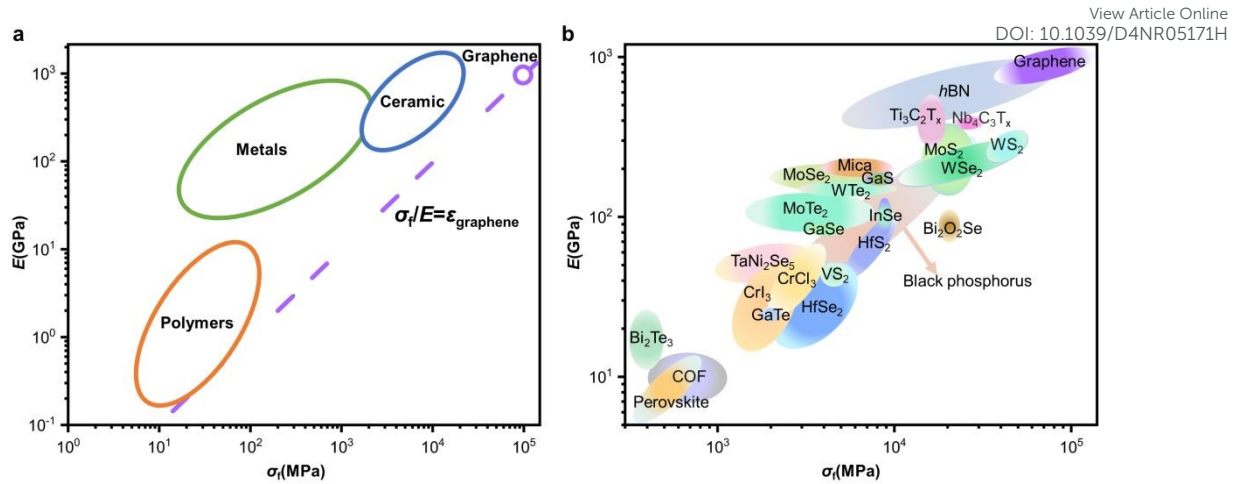 View Article Online
DOI: 10.1039/D4NR05171H
a
10³
10²
10¹
10⁰
10⁻¹
E(GPa)
Graphene
Ceramic
Metals
σf/E=εgraphene
Polymers
10⁰ 10¹ 10² 10³ 10⁴ 10⁵
σf(MPa)
b
10³
10²
10¹
E(GPa)
Graphene
hBN
Ti₃C₂Tₓ
Nb₄C₃Tₓ
MoS₂
WS₂
WSe₂
Mica
MoSe₂
GaS
WTe₂
MoTe₂
InSe
GaSe
Bi₂O₂Se
HfS₂
TaNi₂Se₅
VS₂
CrCl₃
Black phosphorus
CrI₃
HfSe₂
GaTe
Bi₂Te₃
COF
Perovskite
10³ 10⁴ 10⁵
σf(MPa)